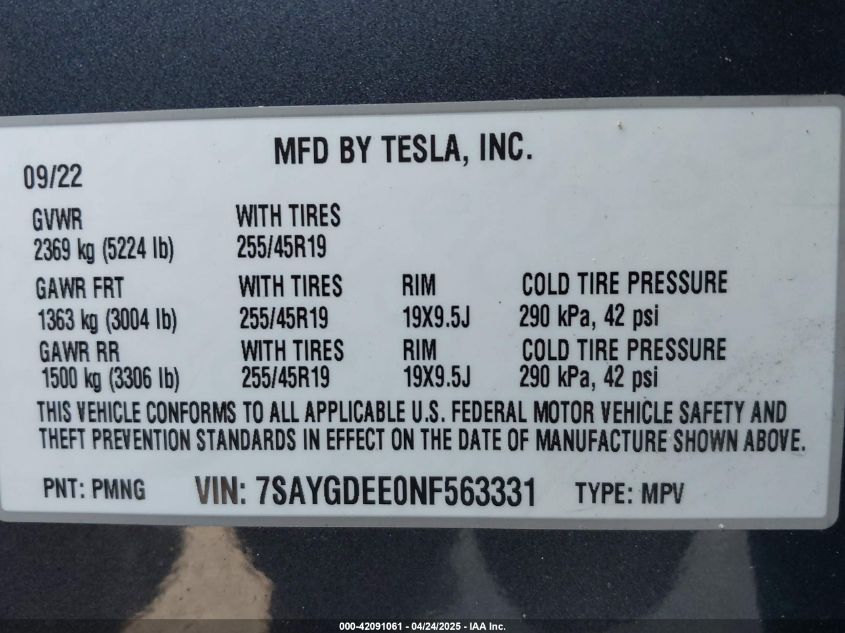 MFD BY TESLA, INC.
09/22
GVWR WITH TIRES
2369 kg (5224 lb) 255/45R19
GAWR FRT WITH TIRES RIM COLD TIRE PRESSURE
1363 kg (3004 lb) 255/45R19 19X9.5J 290 kPa, 42 psi
GAWR RR WITH TIRES RIM COLD TIRE PRESSURE
1500 kg (3306 lb) 255/45R19 19X9.5J 290 kPa, 42 psi
THIS VEHICLE CONFORMS TO ALL APPLICABLE U.S. FEDERAL MOTOR VEHICLE SAFETY AND
THEFT PREVENTION STANDARDS IN EFFECT ON THE DATE OF MANUFACTURE SHOWN ABOVE.
PNT: PMNG VIN: 7SAYGDEE0NF563331 TYPE: MPV
000-42091061 - 04/24/2025 - IAA Inc.